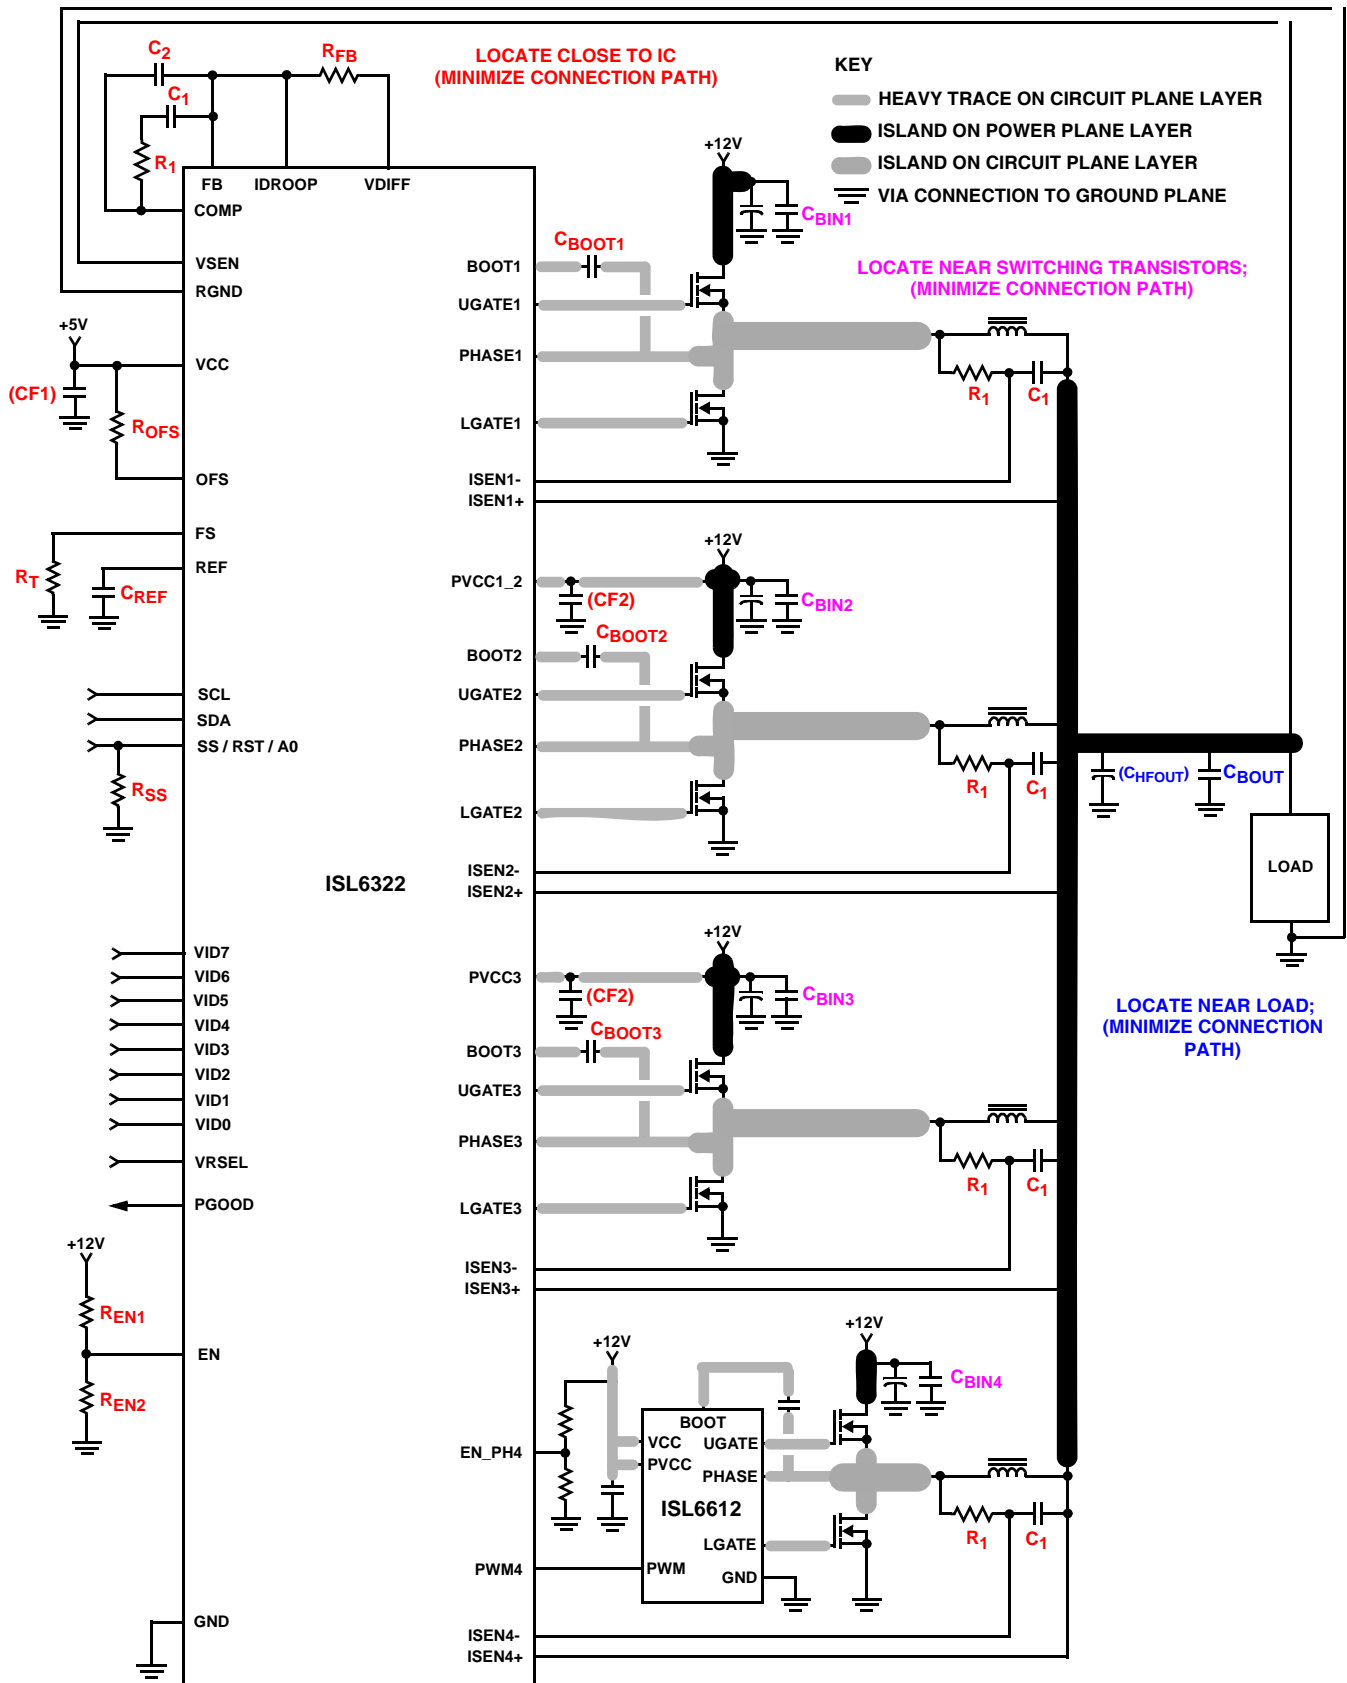 C2
RFB
C1
R1
LOCATE CLOSE TO IC
(MINIMIZE CONNECTION PATH)
KEY
HEAVY TRACE ON CIRCUIT PLANE LAYER
ISLAND ON POWER PLANE LAYER
ISLAND ON CIRCUIT PLANE LAYER
VIA CONNECTION TO GROUND PLANE
FB
IDROOP
VDIFF
COMP
VSEN
RGND
+5V
VCC
(CF1)
ROFS
OFS
FS
REF
RT
CREF
SCL
SDA
SS / RST / A0
RSS
ISL6322
VID7
VID6
VID5
VID4
VID3
VID2
VID1
VID0
VRSEL
PGOOD
+12V
REN1
EN
REN2
GND
+12V
CBIN1
CBOOT1
BOOT1
UGATE1
PHASE1
LGATE1
ISEN1-
ISEN1+
LOCATE NEAR SWITCHING TRANSISTORS;
(MINIMIZE CONNECTION PATH)
R1
C1
+12V
PVCC1_2
(CF2)
CBIN2
CBOOT2
BOOT2
UGATE2
PHASE2
LGATE2
ISEN2-
ISEN2+
R1
C1
(CHFOUT)
CBOUT
LOAD
+12V
PVCC3
(CF2)
CBIN3
CBOOT3
BOOT3
UGATE3
PHASE3
LGATE3
ISEN3-
ISEN3+
R1
C1
LOCATE NEAR LOAD;
(MINIMIZE CONNECTION
PATH)
+12V
+12V
CBIN4
EN_PH4
BOOT
VCC
UGATE
PVCC
PHASE
ISL6612
LGATE
PWM
GND
PWM4
R1
C1
ISEN4-
ISEN4+